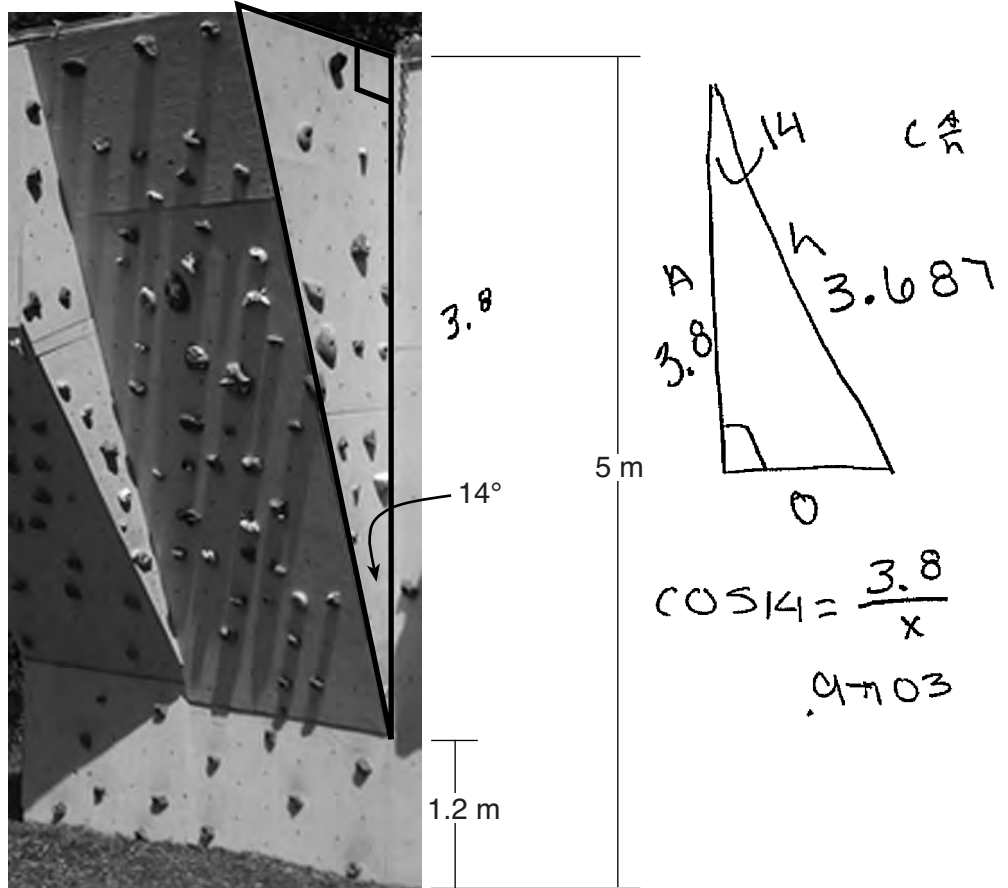 14
C A/h
h
A
3.687
3.8
3.8
14°
5 m
O
cos14 = 3.8/x
.9703
1.2 m